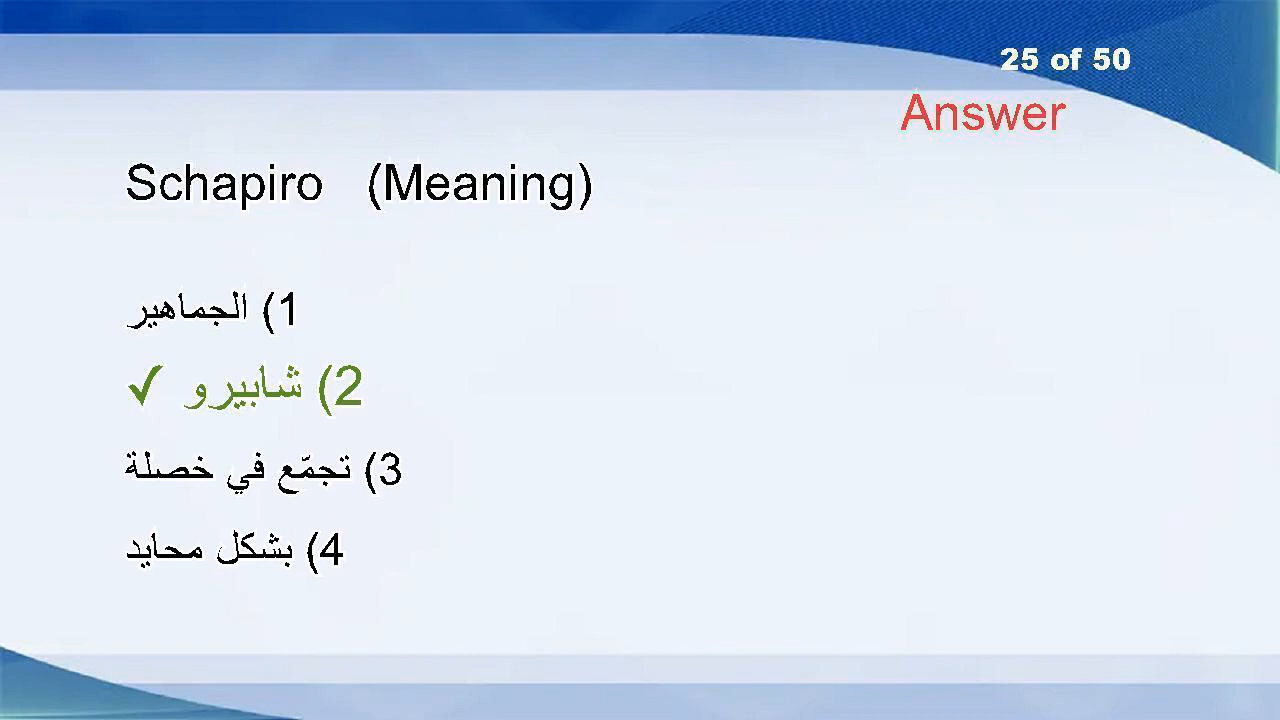 25 of 50
Answer
Schapiro (Meaning)
1) الجماهير
2) شابيرو ✓
3) تجمّع في خصلة
4) بشكل محايد